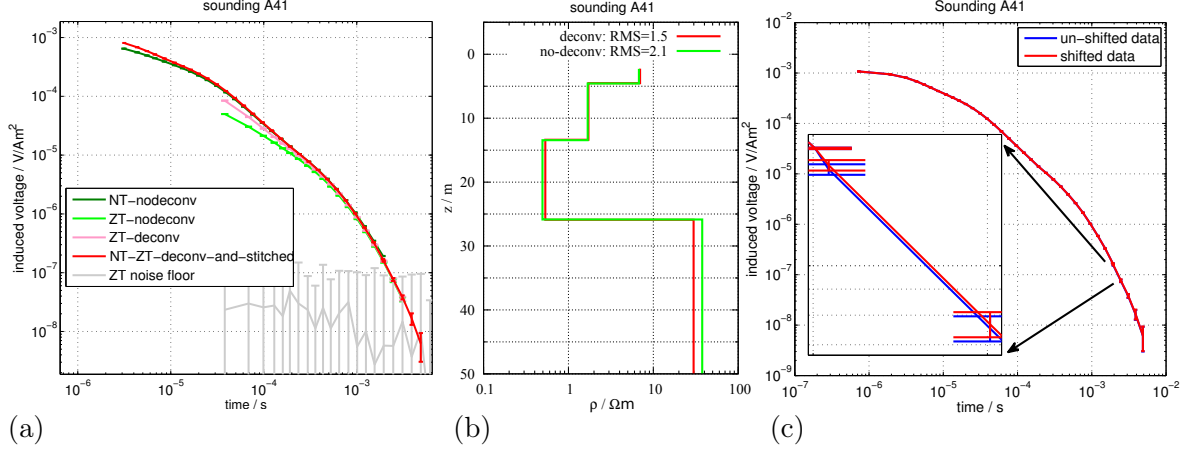 sounding A41
10⁻³
10⁻⁴
10⁻⁵
10⁻⁶
10⁻⁷
10⁻⁸
induced voltage / V/Am²
NT−nodeconv
ZT−nodeconv
ZT−deconv
NT−ZT−deconv−and−stitched
ZT noise floor
10⁻⁶
10⁻⁵
10⁻⁴
10⁻³
time / s
(a)
sounding A41
deconv: RMS=1.5
no-deconv: RMS=2.1
0
10
20
30
40
50
z / m
0.1
1
10
100
ρ / Ωm
(b)
Sounding A41
un−shifted data
shifted data
10⁻²
10⁻³
10⁻⁴
10⁻⁵
10⁻⁶
10⁻⁷
10⁻⁸
10⁻⁹
induced voltage / V/Am²
10⁻⁷
10⁻⁶
10⁻⁵
10⁻⁴
10⁻³
10⁻²
time / s
(c)